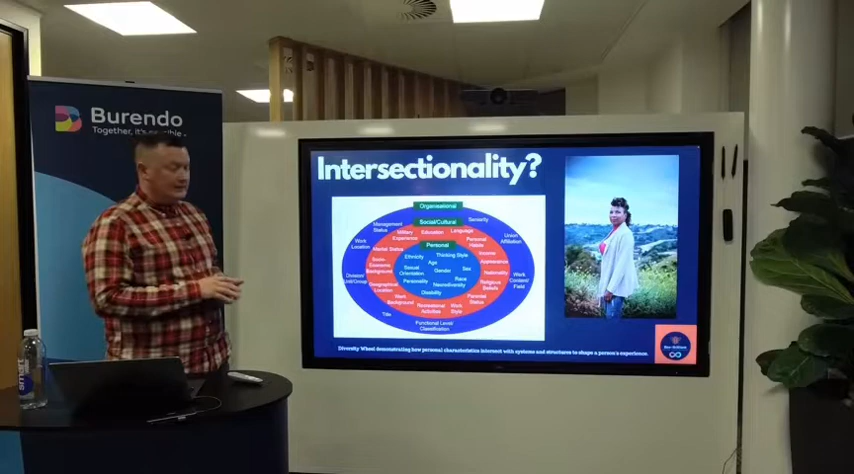 Burendo
Together, it's possible
Intersectionality?
Organisational
Social/Cultural
Personal
Management
Status
Seniority
Work
Location
Union
Affiliation
Division/
Unit/Group
Work
Content/
Field
Title
Functional Level
Classification
Military
Experience
Education
Language
Marital Status
Personal
Habits
Socio-
Economic
Background
Income
Appearance
Geographical
Location
Nationality
Religious
Beliefs
Work
Background
Recreational
Activities
Work
Style
Parental
Status
Ethnicity
Thinking Style
Age
Sexual
Orientation
Gender
Sex
Personality
Neurodiversity
Race
Disability
Diversity Wheel demonstrating how personal characteristics intersect with systems and structures to shape a person's experience.